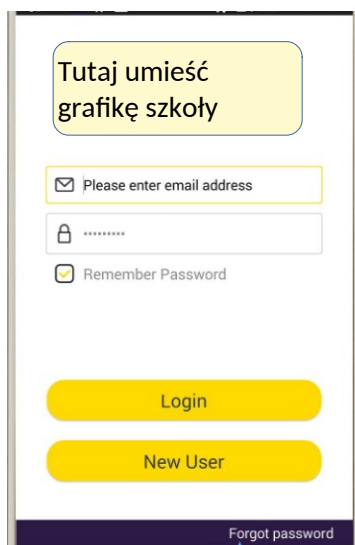 Tutaj umieść
grafikę szkoły
Please enter email address
Remember Password
Login
New User
Forgot password